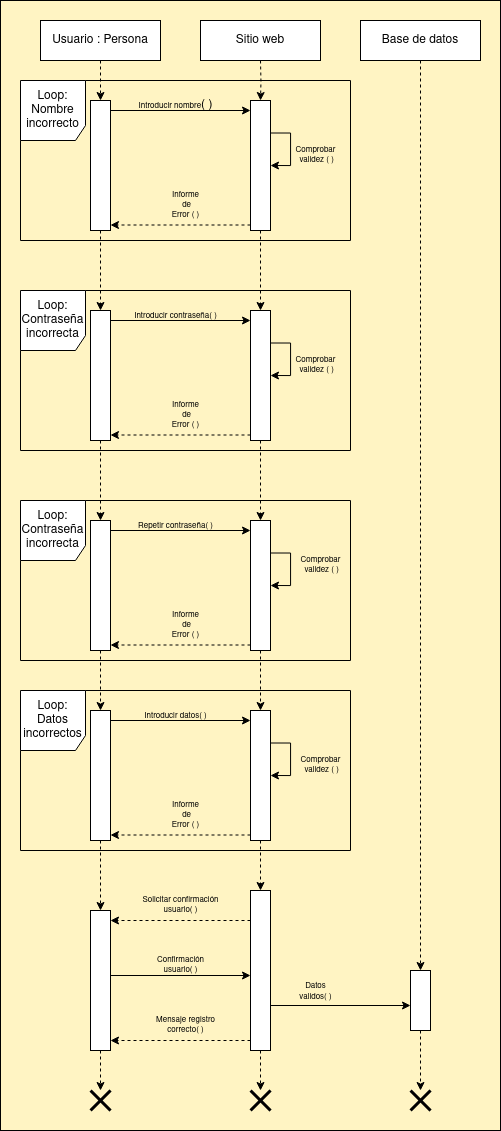 Usuario : Persona
Sitio web
Base de datos
Loop:
Nombre
incorrecto
Introducir nombre( )
Comprobar
validez ( )
Informe
de
Error ( )
Loop:
Contraseña
incorrecta
Introducir contraseña( )
Comprobar
validez ( )
Informe
de
Error ( )
Loop:
Contraseña
incorrecta
Repetir contraseña( )
Comprobar
validez ( )
Informe
de
Error ( )
Loop:
Datos
incorrectos
Introducir datos( )
Comprobar
validez ( )
Informe
de
Error ( )
Solicitar confirmación
usuario( )
Confirmación
usuario( )
Datos
validos( )
Mensaje registro
correcto( )